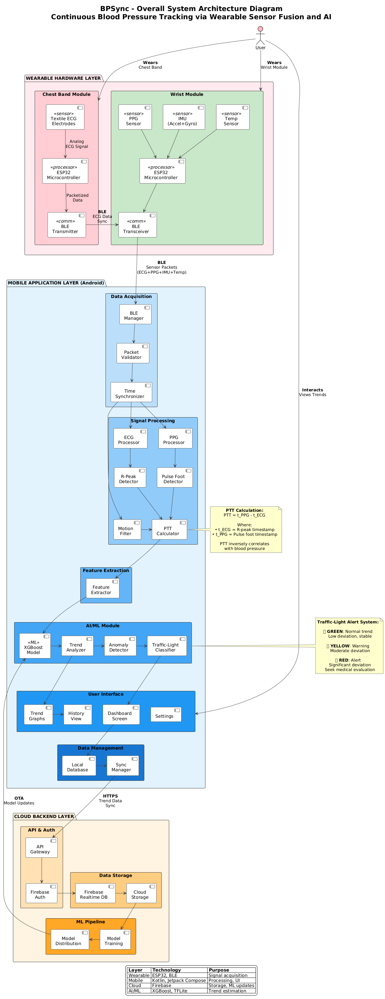 BPSync - Overall System Architecture Diagram
Continuous Blood Pressure Tracking via Wearable Sensor Fusion and AI
User
Wears
Chest Band
Wears
Wrist Module
WEARABLE HARDWARE LAYER
Chest Band Module
Wrist Module
«sensor»
Textile ECG
Electrodes
«sensor»
PPG
Sensor
«sensor»
IMU
(Accel+Gyro)
«sensor»
Temp
Sensor
Analog
ECG Signal
«processor»
ESP32
Microcontroller
«processor»
ESP32
Microcontroller
Packetized
Data
BLE
ECG Data
Sync
«comm»
BLE
Transmitter
«comm»
BLE
Transceiver
BLE
Sensor Packets
(ECG+PPG+IMU+Temp)
MOBILE APPLICATION LAYER (Android)
Data Acquisition
BLE
Manager
Packet
Validator
Time
Synchronizer
Interacts
Views Trends
Signal Processing
ECG
Processor
PPG
Processor
R-Peak
Detector
Pulse Foot
Detector
Motion
Filter
PTT
Calculator
PTT Calculation:
PTT = t_PPG - t_ECG
Where:
• t_ECG = R-peak timestamp
• t_PPG = Pulse foot timestamp
PTT inversely correlates
with blood pressure
Feature Extraction
Feature
Extractor
AI/ML Module
«ML»
XGBoost
Model
Trend
Analyzer
Anomaly
Detector
Traffic-Light
Classifier
Traffic-Light Alert System:
GREEN: Normal trend
Low deviation, stable
YELLOW: Warning
Moderate deviation
RED: Alert
Significant deviation
Seek medical evaluation
User Interface
Trend
Graphs
History
View
Dashboard
Screen
Settings
Data Management
Local
Database
Sync
Manager
OTA
Model Updates
HTTPS
Trend Data
Sync
CLOUD BACKEND LAYER
API & Auth
API
Gateway
Firebase
Auth
Data Storage
Firebase
Realtime DB
Cloud
Storage
ML Pipeline
Model
Distribution
Model
Training
Layer Technology Purpose
Wearable ESP32, BLE Signal acquisition
Mobile Kotlin, Jetpack Compose Processing, UI
Cloud Firebase Storage, ML updates
AI/ML XGBoost, TFLite Trend estimation